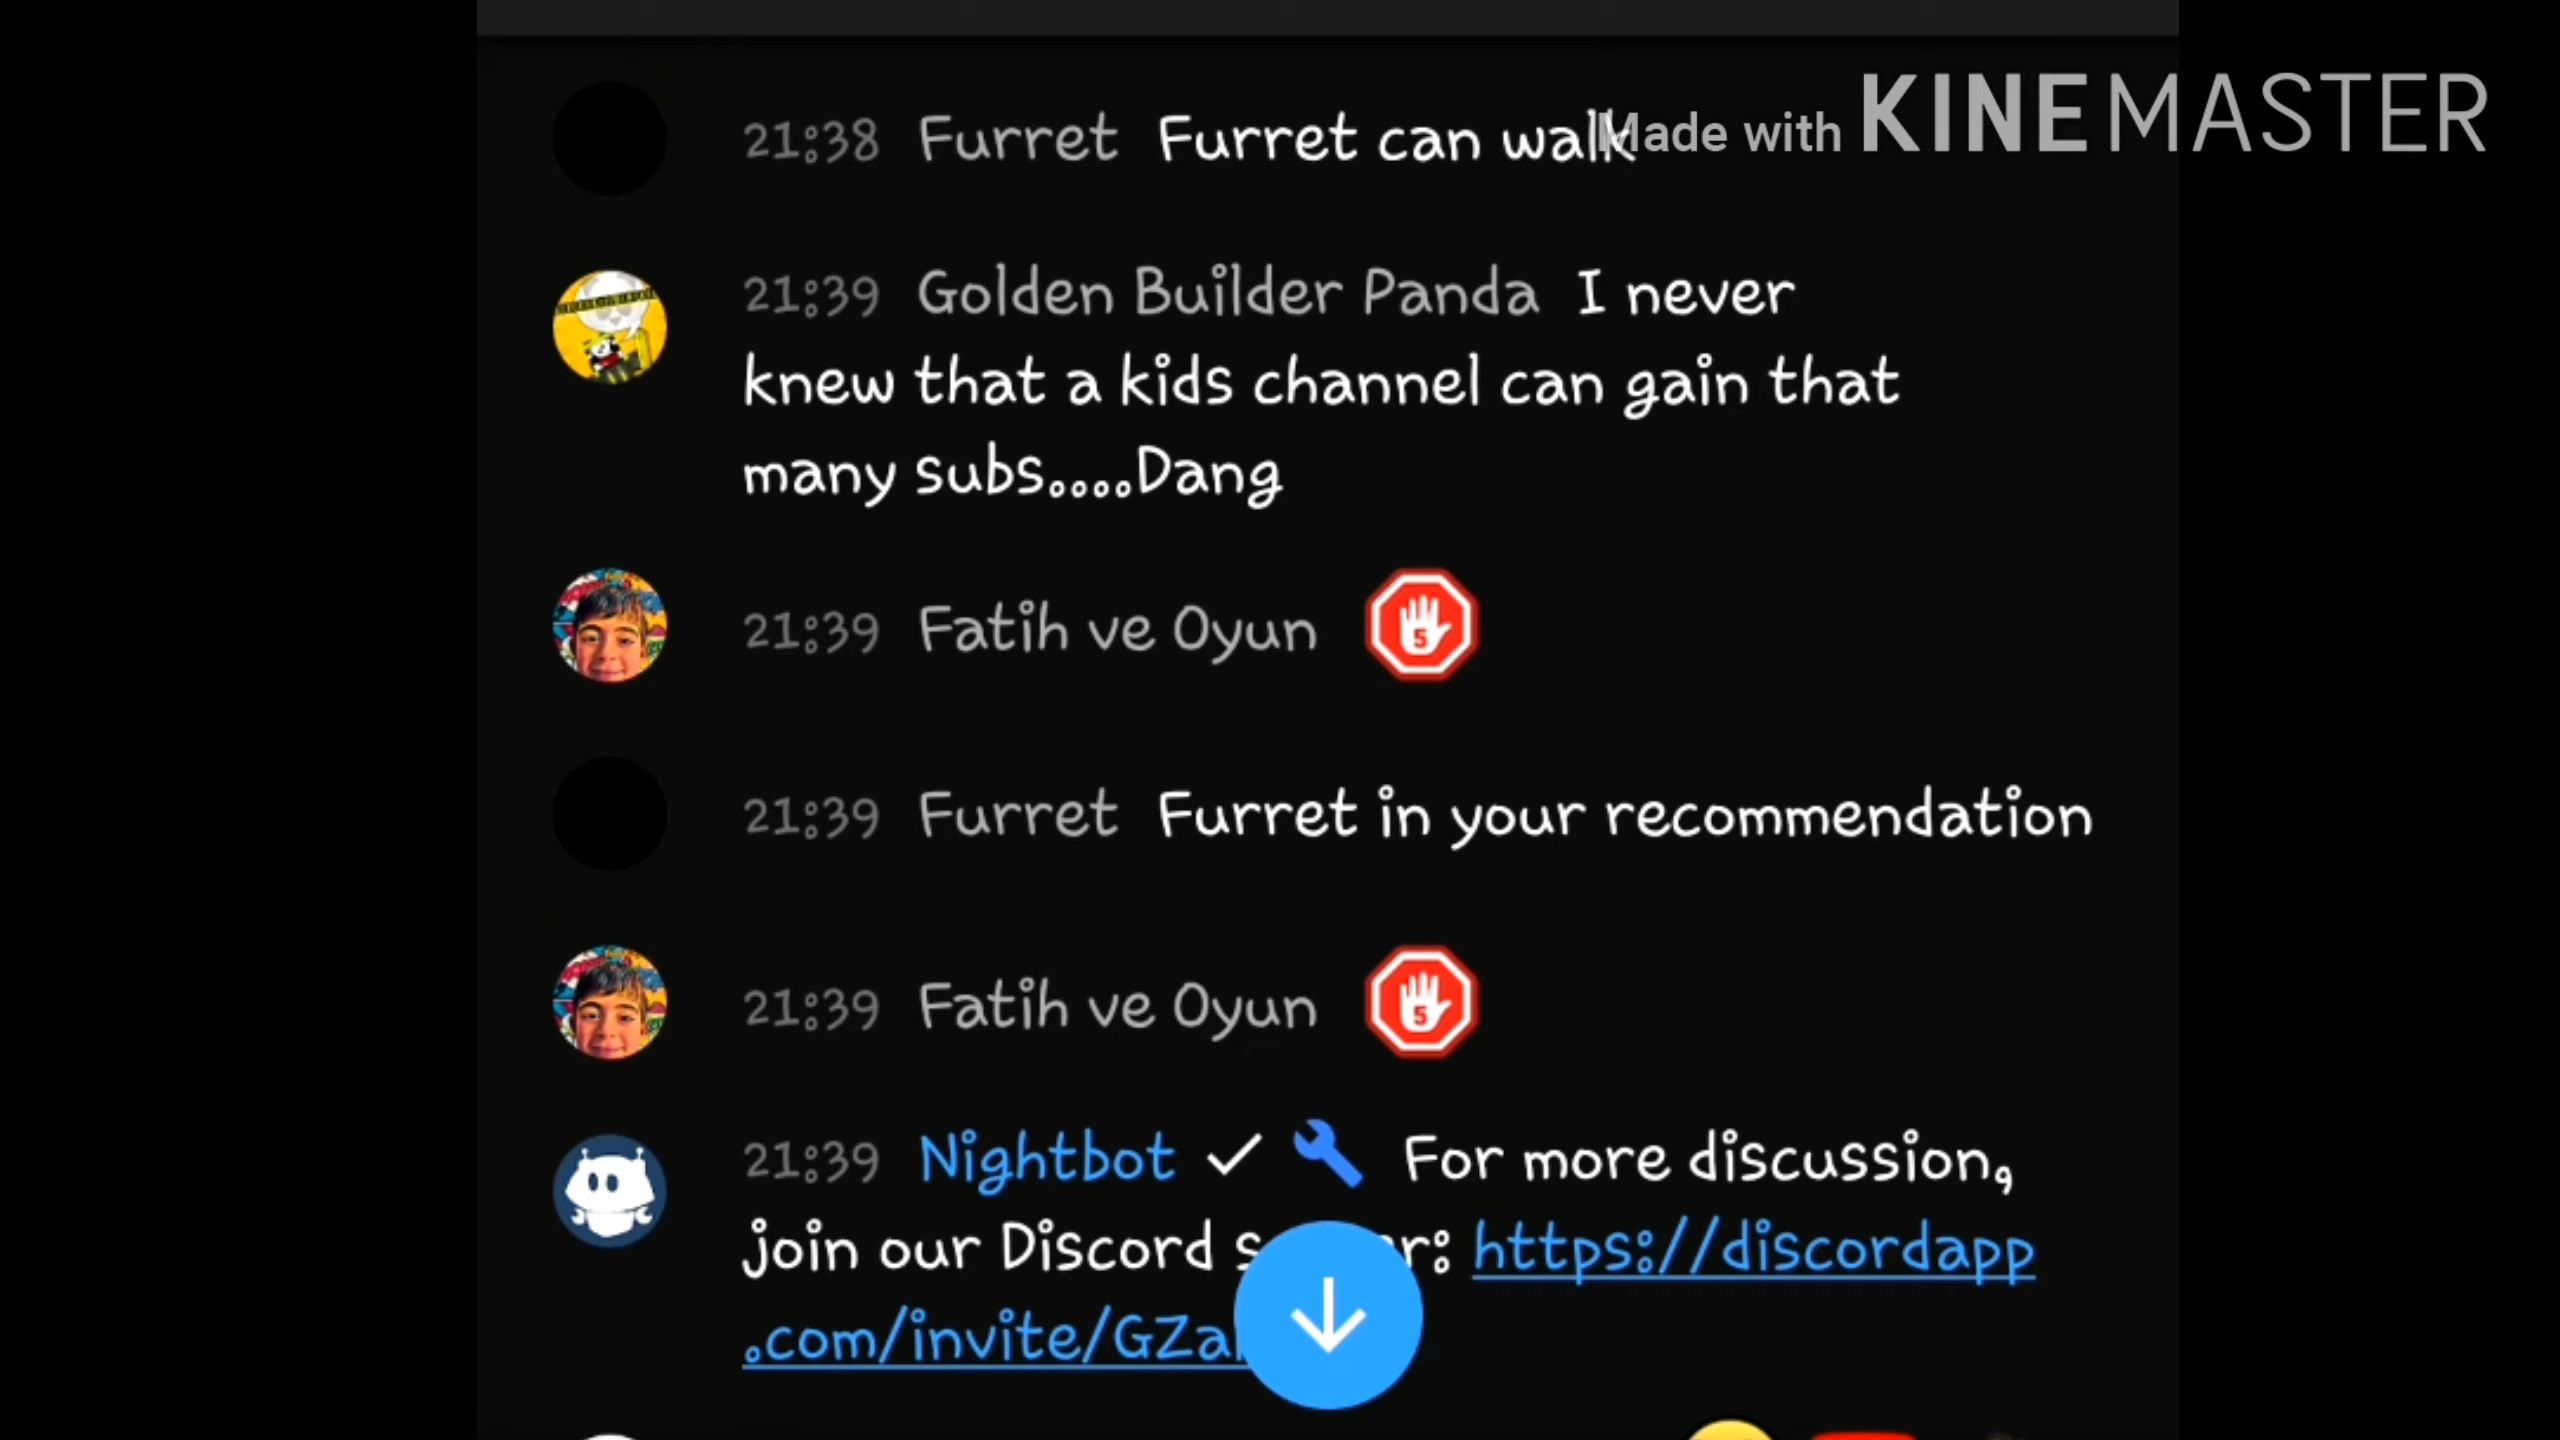 21:38 Furret Furret can walk
Made with KINEMASTER
21:39 Golden Builder Panda I never
knew that a kids channel can gain that
many subs....Dang
21:39 Fatih ve Oyun
5
21:39 Furret Furret in your recommendation
21:39 Fatih ve Oyun
5
21:39 Nightbot For more discussion,
join our Discord https://discordapp
.com/invite/GZa